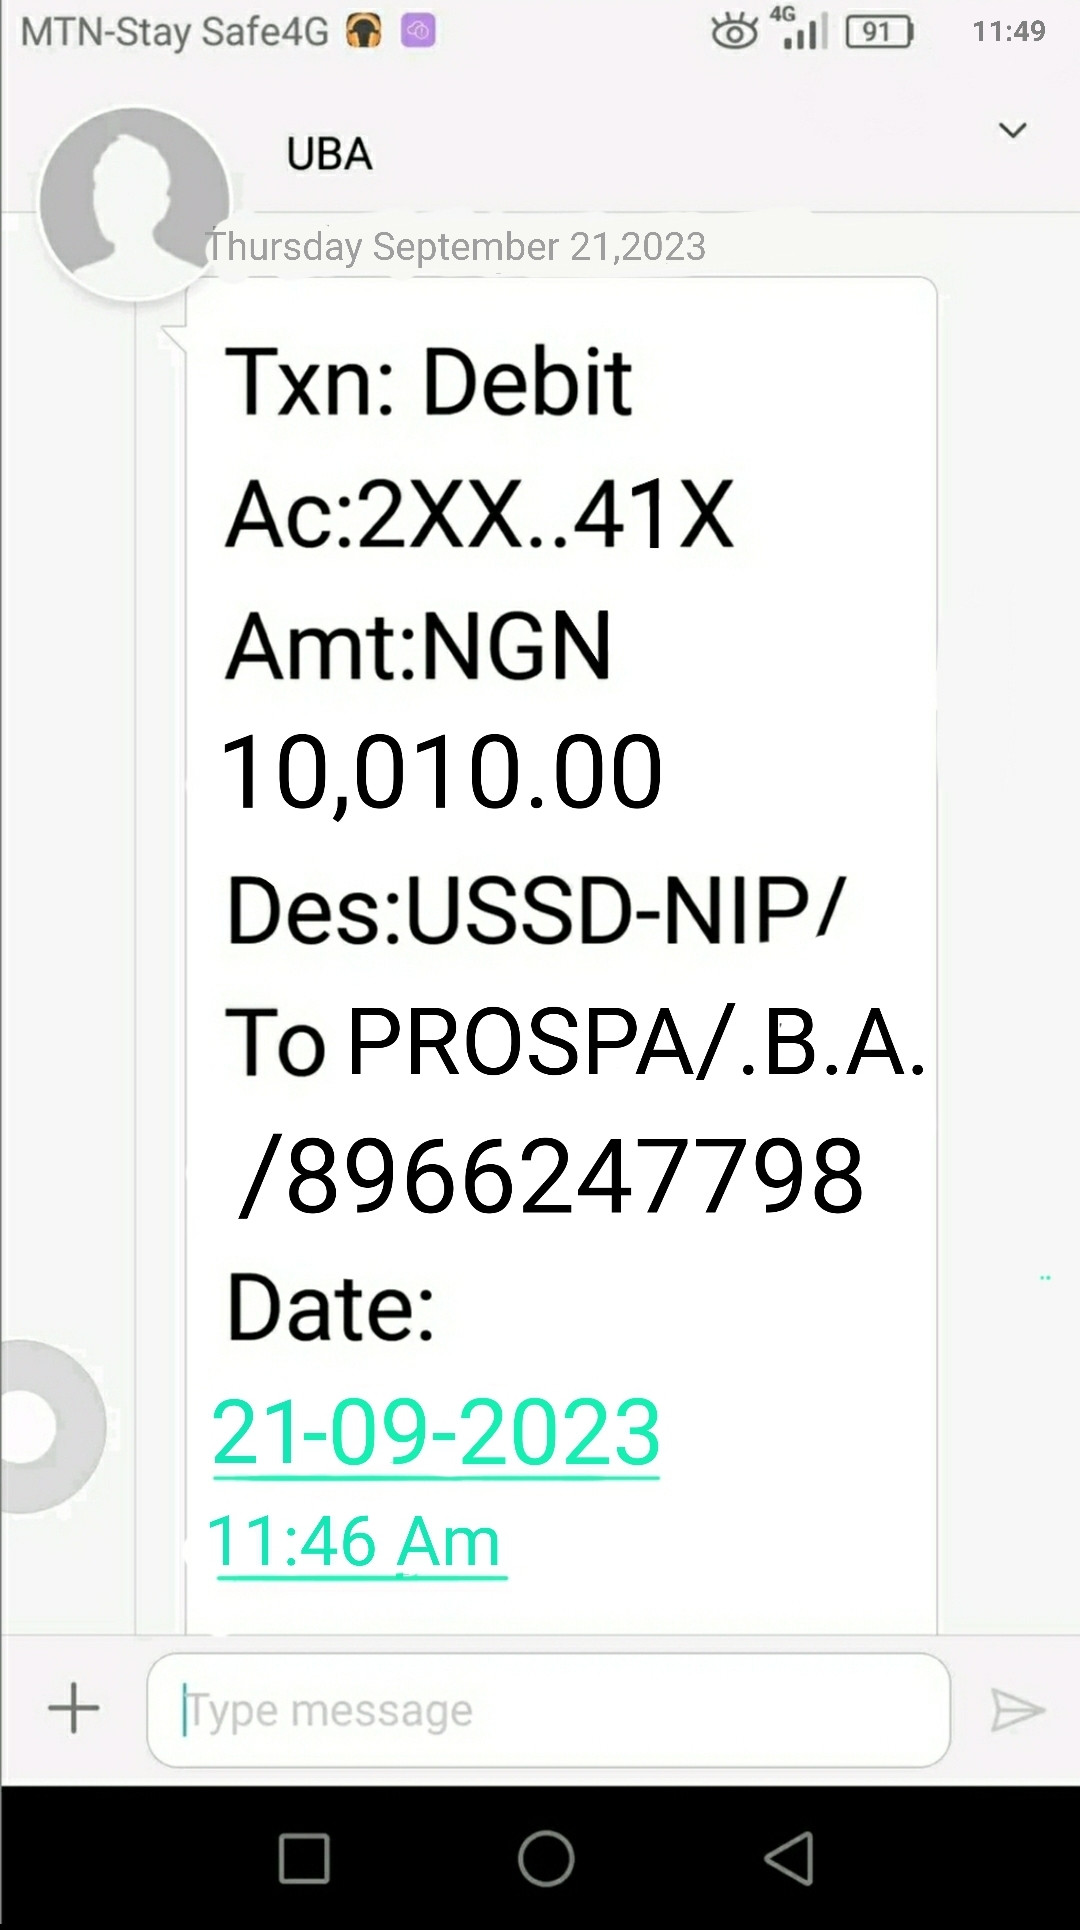 MTN-Stay Safe4G 4G 91 11:49
UBA
Thursday September 21,2023
Txn: Debit
Ac:2XX..41X
Amt:NGN
10,010.00
Des:USSD-NIP/
To PROSPA/.B.A.
/8966247798
Date:
21-09-2023
11:46 Am
Type message